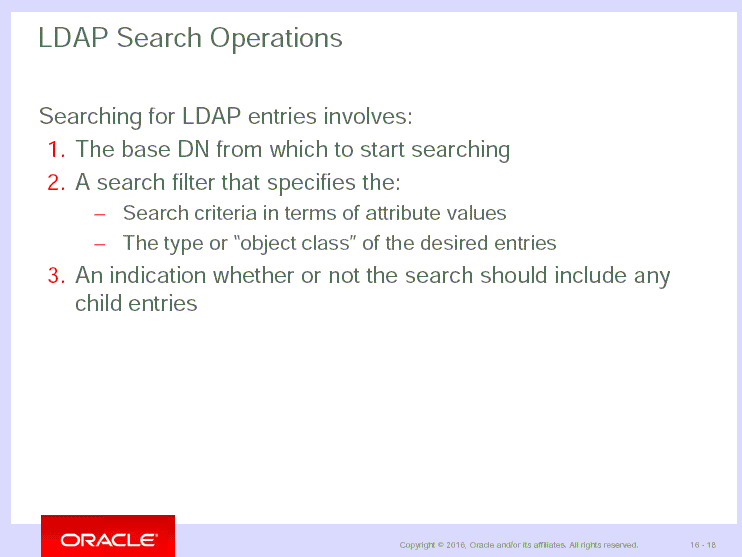 LDAP Search Operations
Searching for LDAP entries involves:
1. The base DN from which to start searching
2. A search filter that specifies the:
– Search criteria in terms of attribute values
– The type or “object class” of the desired entries
3. An indication whether or not the search should include any
child entries
ORACLE®
Copyright © 2016, Oracle and/or its affiliates. All rights reserved.
16 - 18